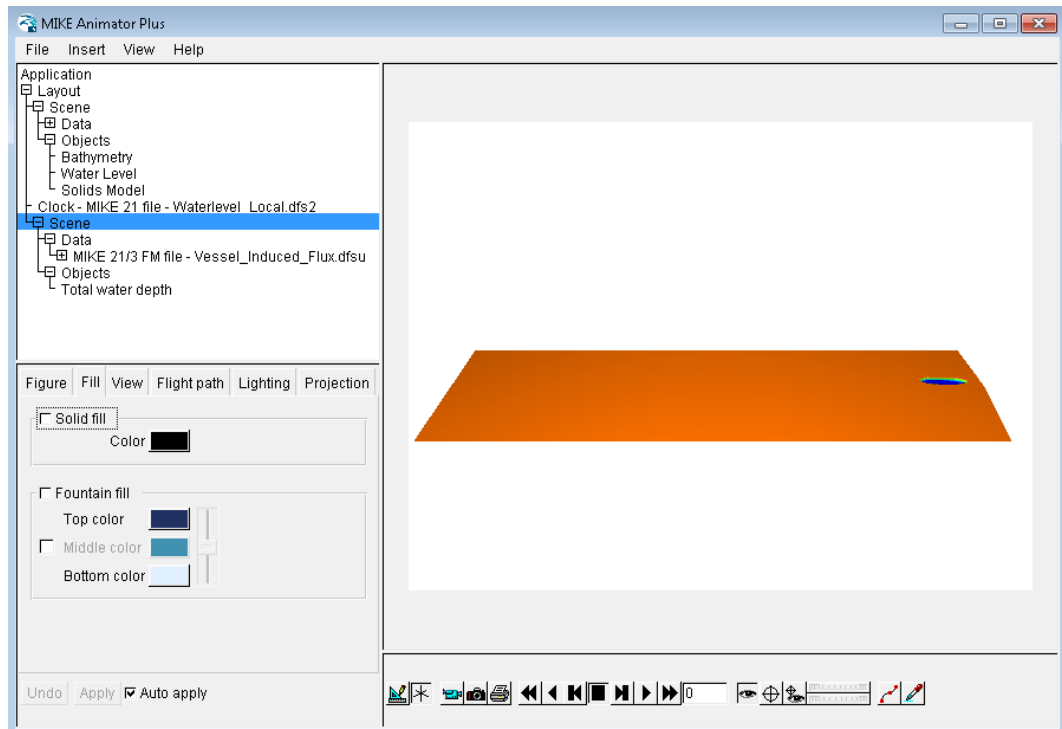 MIKE Animator Plus
File Insert View Help
Application
Layout
Scene
Data
Objects
Bathymetry
Water Level
Solids Model
Clock - MIKE 21 file - Waterlevel_Local.dfs2
Scene
Data
MIKE 21/3 FM file - Vessel_Induced_Flux.dfsu
Objects
Total water depth
Figure Fill View Flight path Lighting Projection
Solid fill
Color
Fountain fill
Top color
Middle color
Bottom color
Undo Apply Auto apply
0